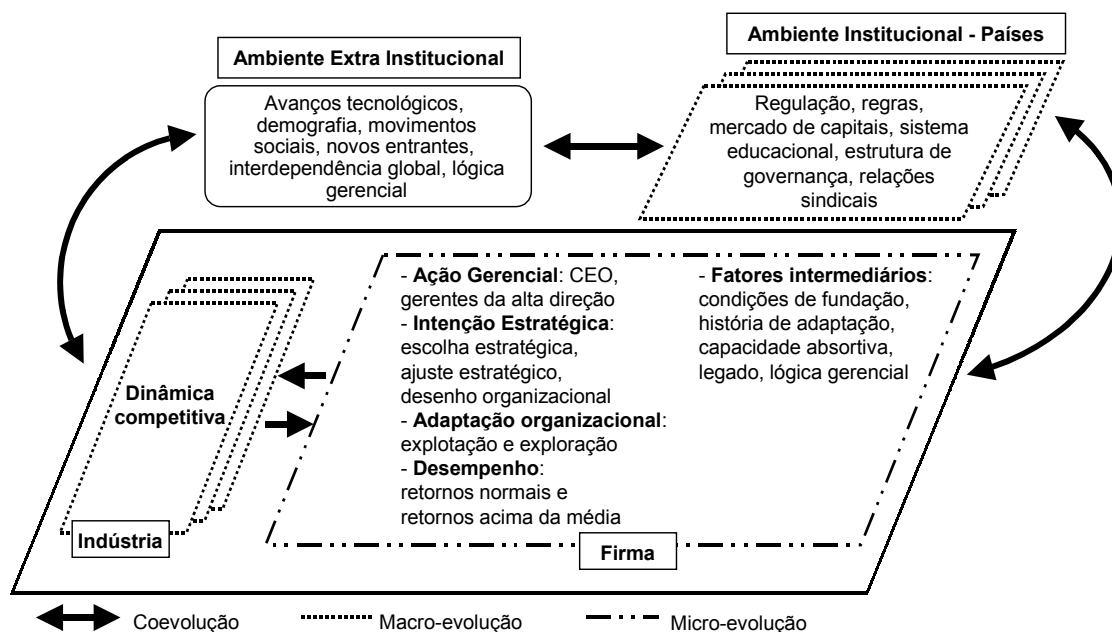 Ambiente Extra Institucional
Avanços tecnológicos,
demografia, movimentos
sociais, novos entrantes,
interdependência global, lógica
gerencial
Ambiente Institucional - Países
Regulação, regras,
mercado de capitais, sistema
educacional, estrutura de
governança, relações
sindicais
Dinâmica
competitiva
Indústria
- Ação Gerencial: CEO,
gerentes da alta direção
- Intenção Estratégica:
escolha estratégica,
ajuste estratégico,
desenho organizacional
- Adaptação organizacional:
explotação e exploração
- Desempenho:
retornos normais e
retornos acima da média
- Fatores intermediários:
condições de fundação,
história de adaptação,
capacidade absortiva,
legado, lógica gerencial
Firma
Coevolução
Macro-evolução
Micro-evolução